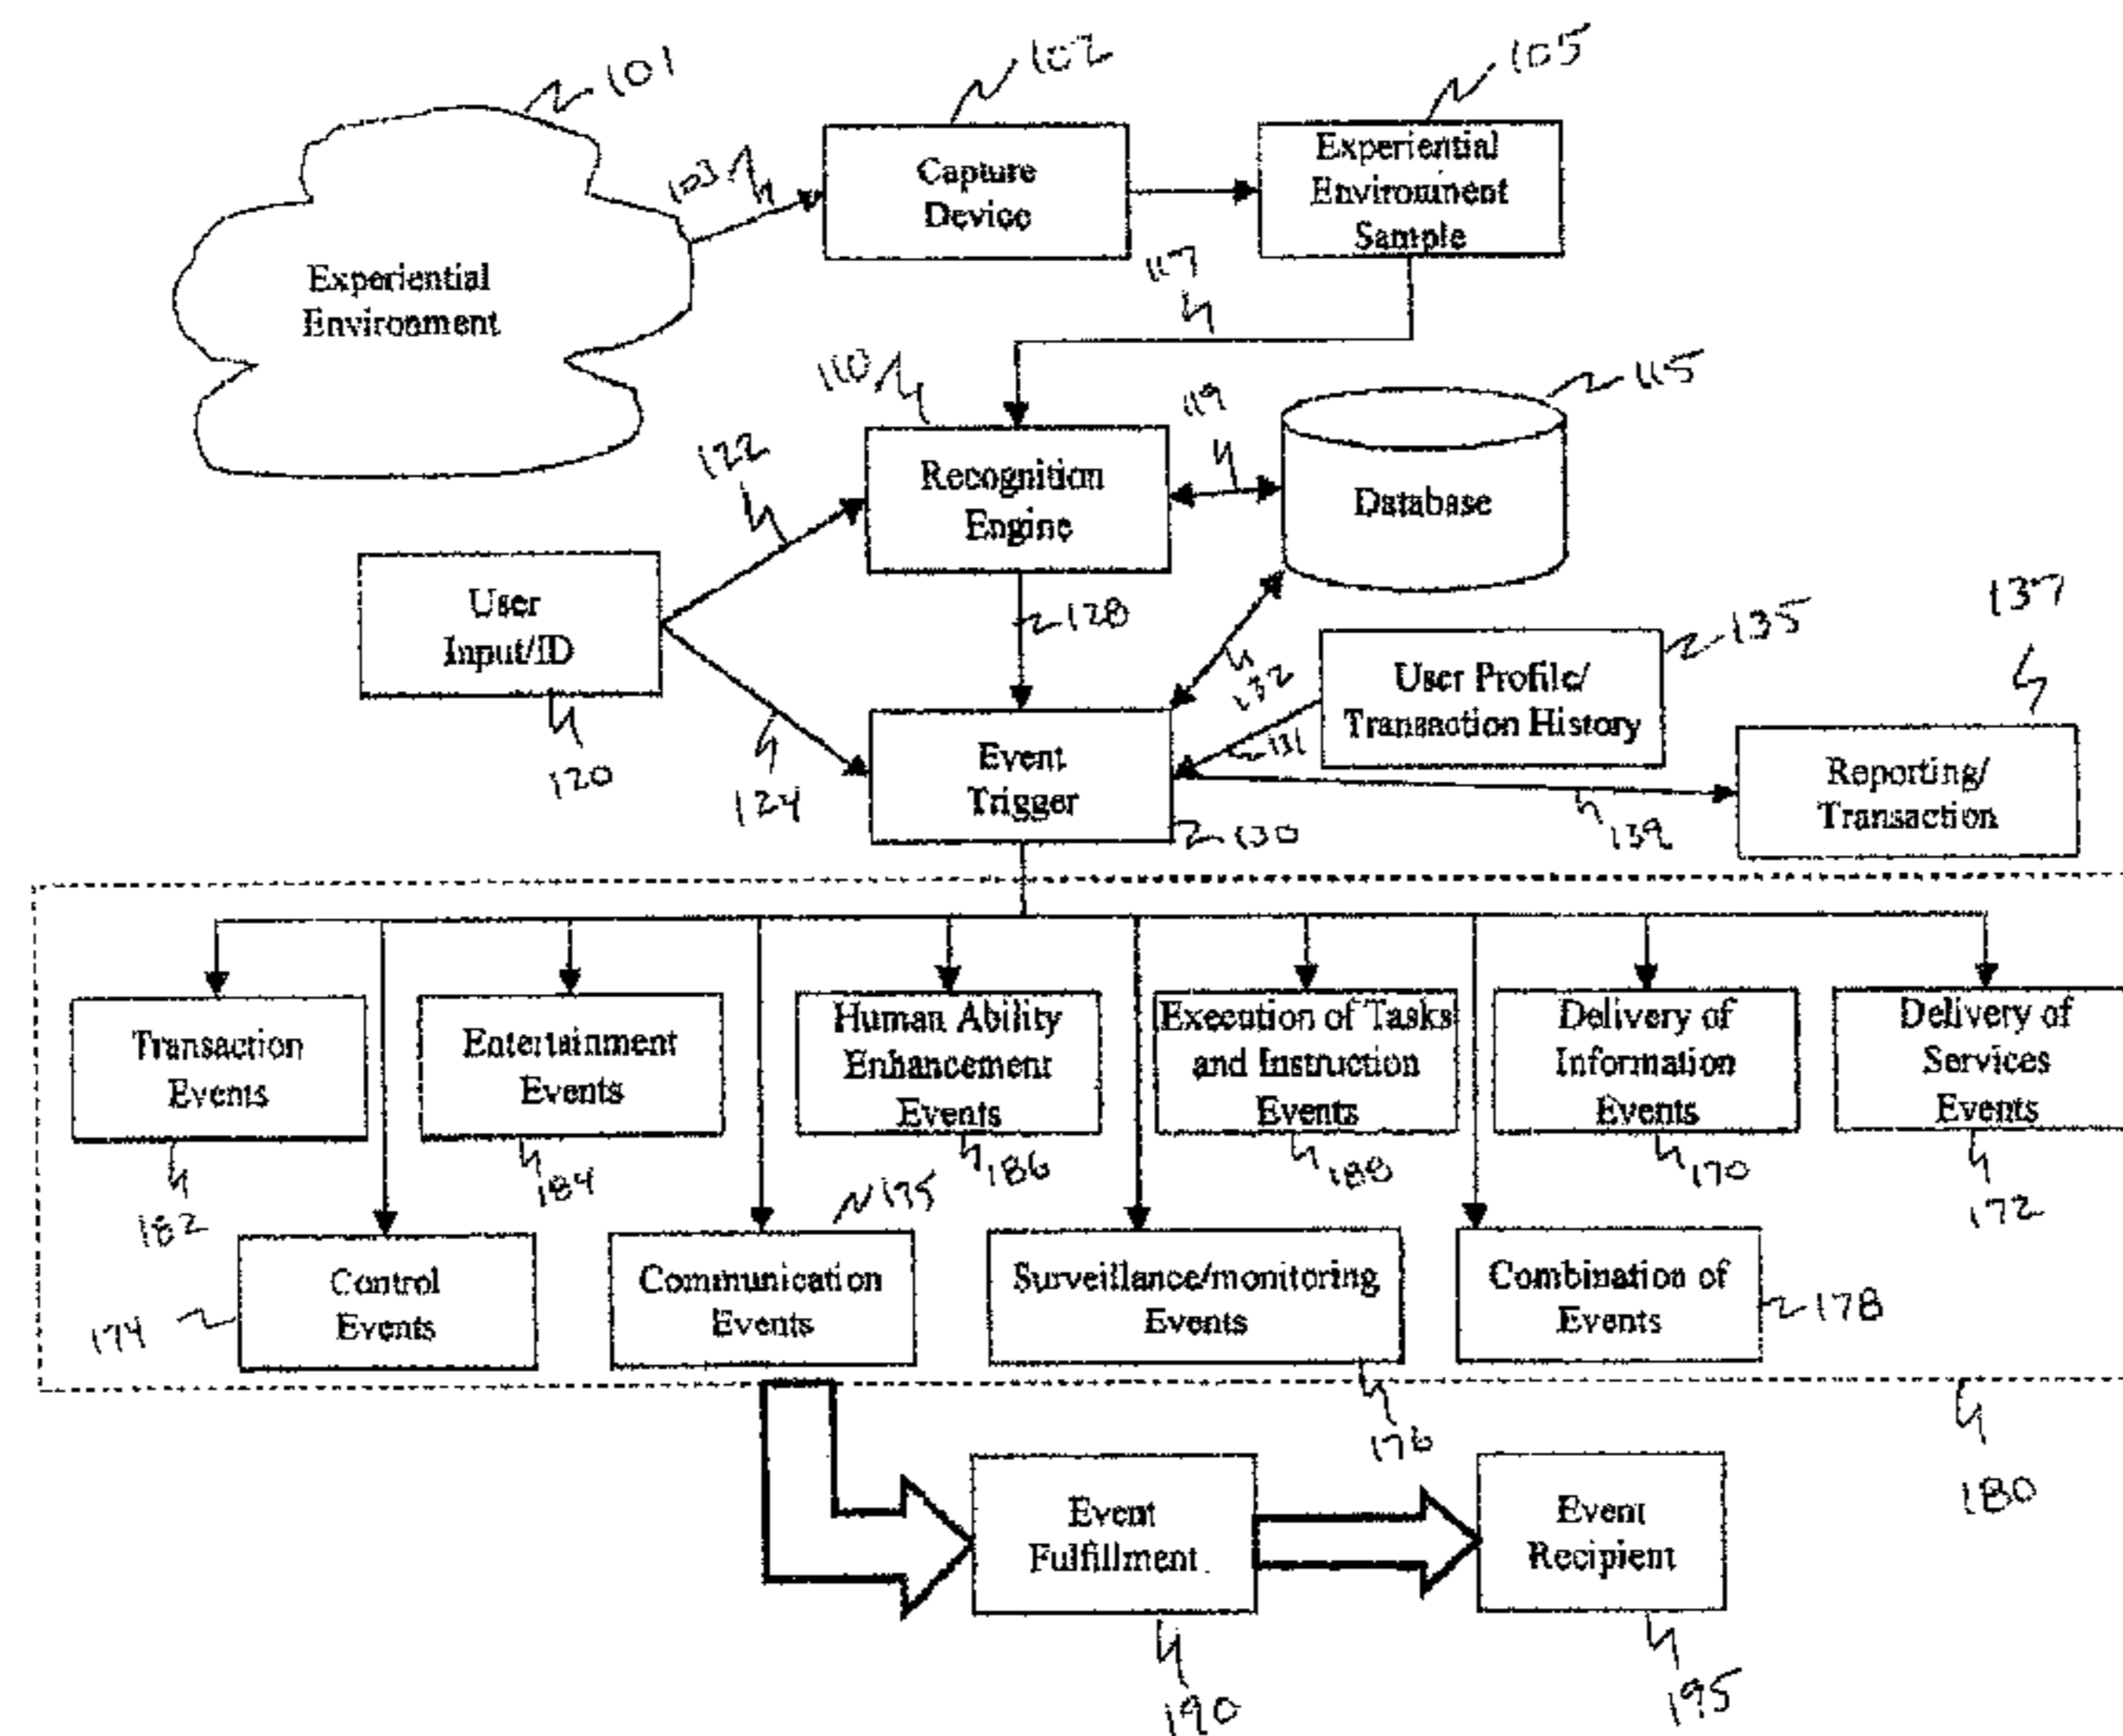 101
102
105
Experiential
Environment
103
Capture
Device
Experiential
Environment
Sample
117
110
119
115
122
Recognition
Engine
Database
User
Input/ID
128
132
135
137
120
124
User Profile/
Transaction History
131
Event
Trigger
130
139
Reporting/
Transaction
Transaction
Events
Entertainment
Events
Human Ability
Enhancement
Events
Execution of Tasks
and Instruction
Events
Delivery of
Information
Events
Delivery of
Services
Events
182
184
186
188
170
172
175
174
Control
Events
Communication
Events
Surveillance/monitoring
Events
Combination of
Events
178
176
180
Event
Fulfillment
Event
Recipient
190
195